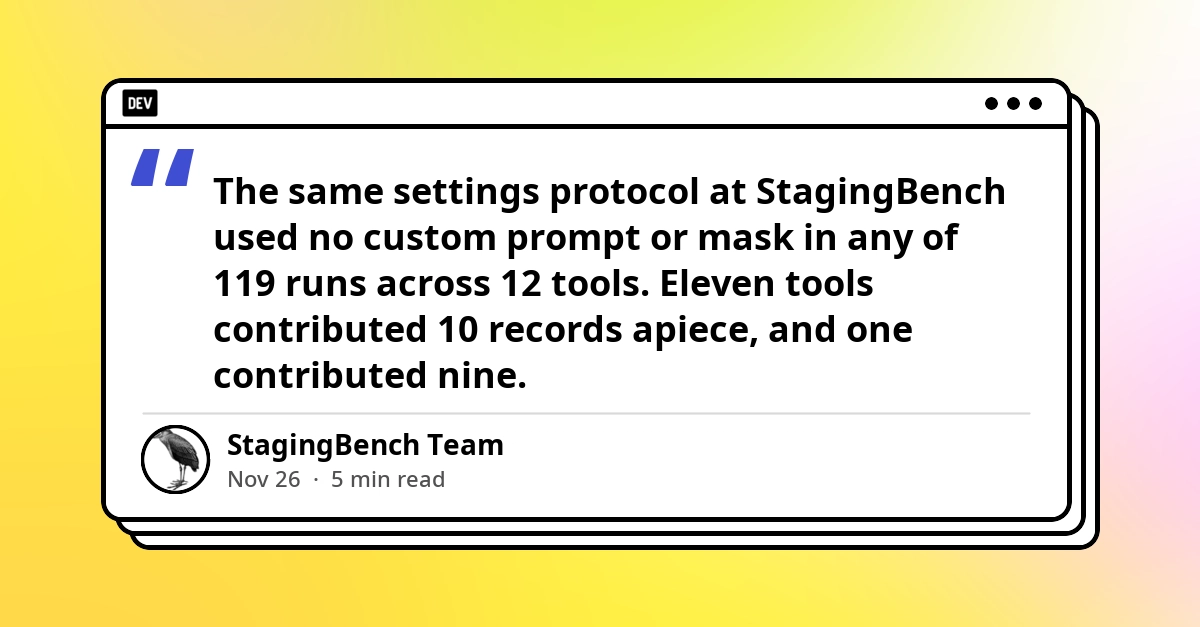 DEV
“
The same settings protocol at StagingBench
used no custom prompt or mask in any of
119 runs across 12 tools. Eleven tools
contributed 10 records apiece, and one
contributed nine.
StagingBench Team
Nov 26 · 5 min read